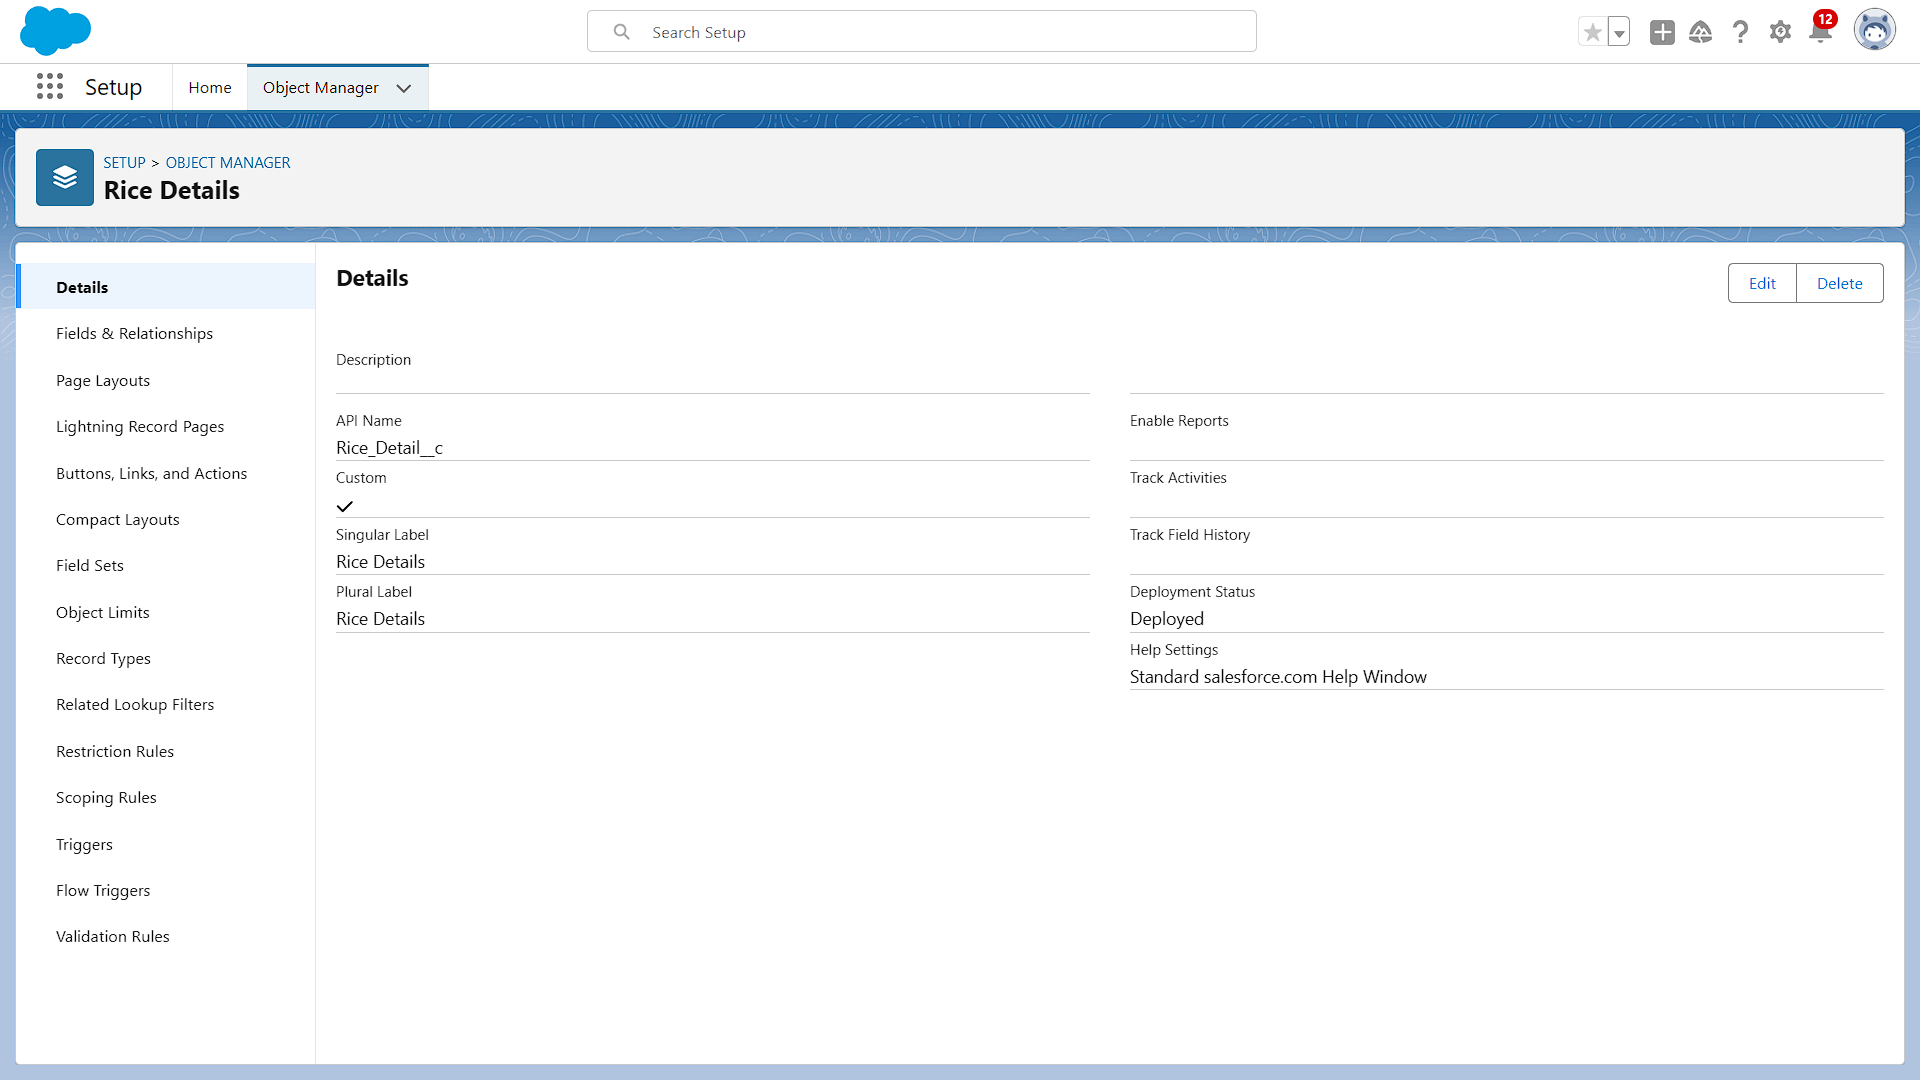 Search Setup
12
Setup
Home
Object Manager
SETUP > OBJECT MANAGER
Rice Details
Details
Fields & Relationships
Page Layouts
Lightning Record Pages
Buttons, Links, and Actions
Compact Layouts
Field Sets
Object Limits
Record Types
Related Lookup Filters
Restriction Rules
Scoping Rules
Triggers
Flow Triggers
Validation Rules
Details
Edit
Delete
Description
API Name
Rice_Detail__c
Custom
Singular Label
Rice Details
Plural Label
Rice Details
Enable Reports
Track Activities
Track Field History
Deployment Status
Deployed
Help Settings
Standard salesforce.com Help Window